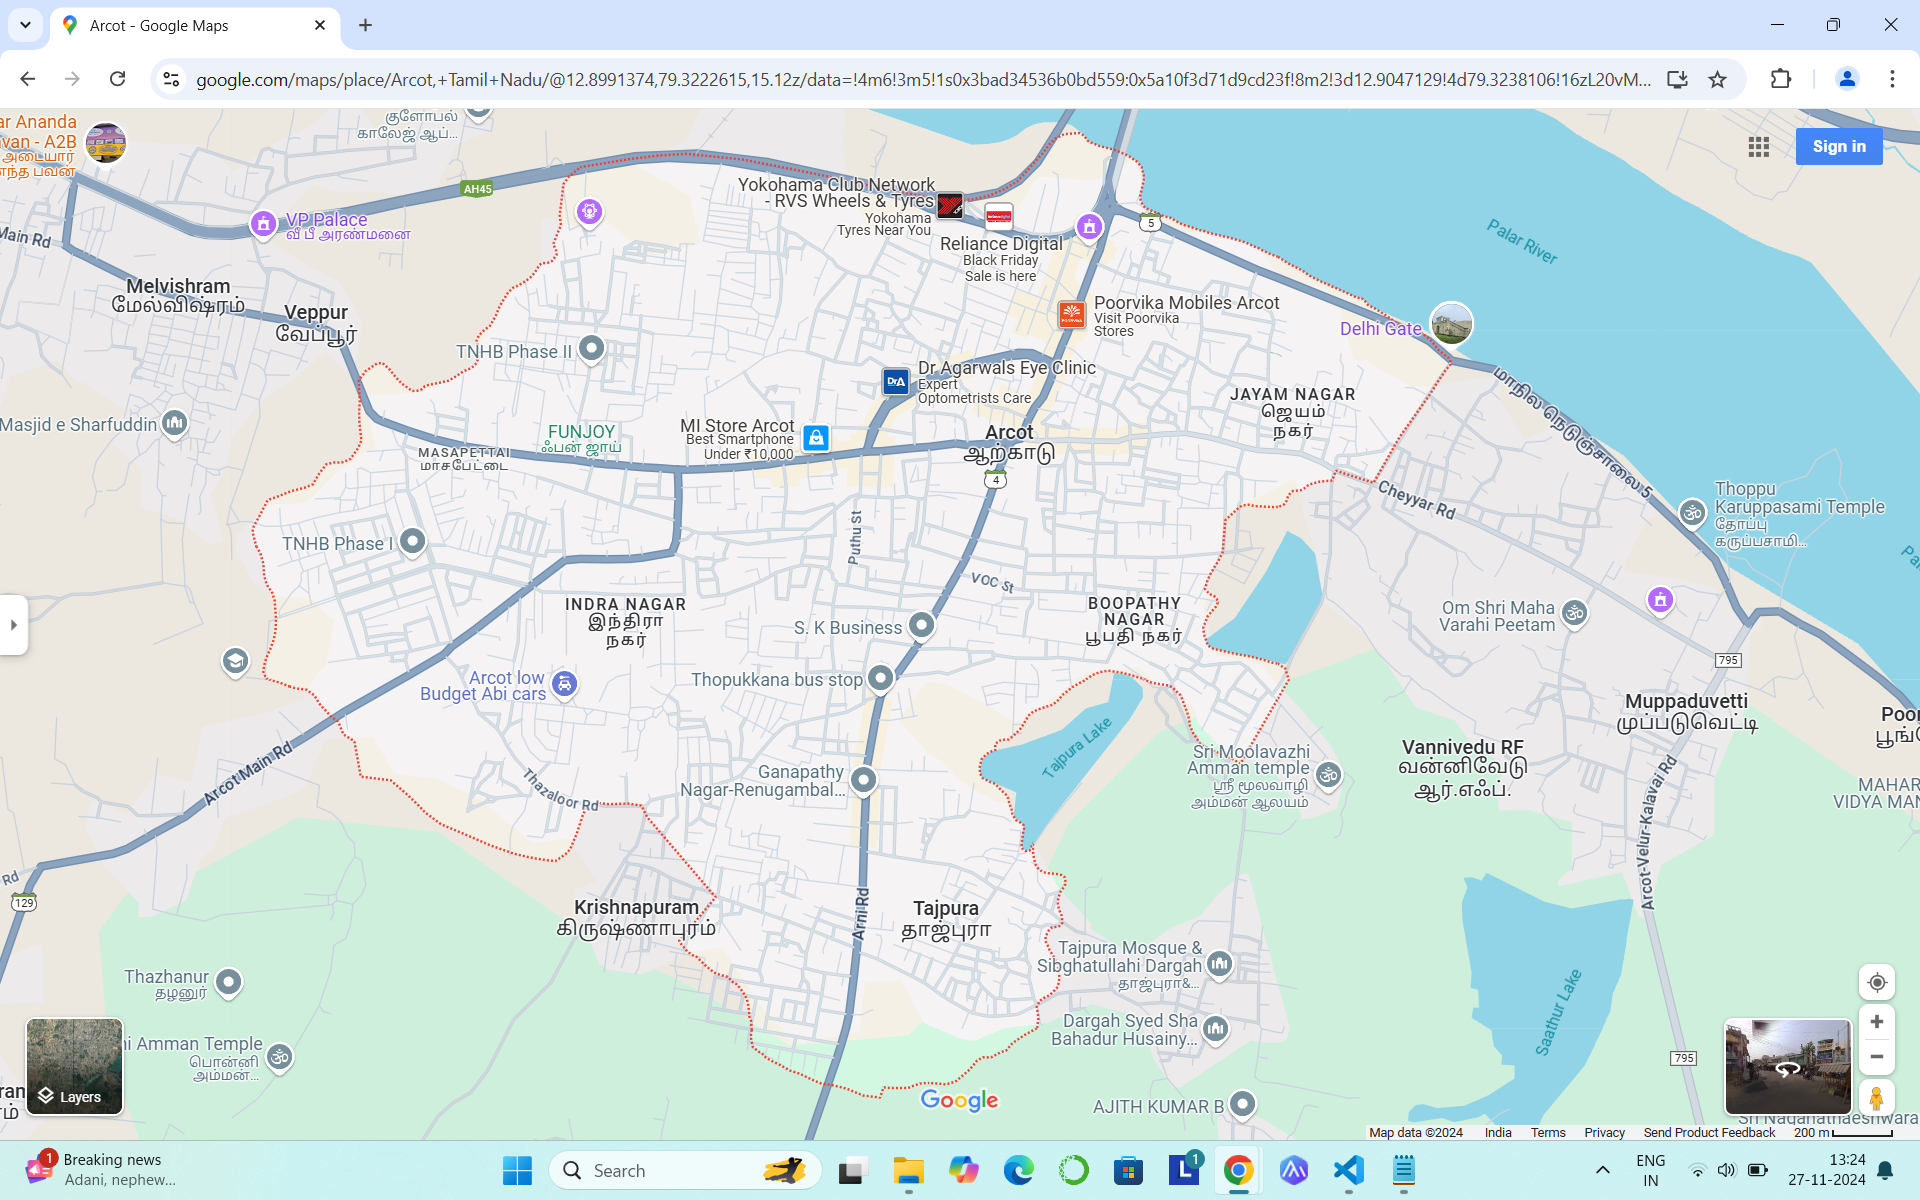 Arcot - Google Maps
google.com/maps/place/Arcot,+Tamil+Nadu/@12.8991374,79.3222615,15.12z/data=!4m6!3m5!1s0x3bad34536b0bd559:0x5a10f3d71d9cd23f!8m2!3d12.9047129!4d79.3238106!16zL20vM...
Sign in
ar Ananda
ivan - A2B
அடையார்
னந்த பவன்
குளோபல்
காலேஜ் ஆப்...
AH45
VP Palace
வீ பீ அரண்மனை
Main Rd
Yokohama Club Network
- RVS Wheels & Tyres
Yokohama
Tyres Near You
Reliance Digital
Black Friday
Sale is here
5
Palar River
Melvishram
மேல்விஷ்ரம்
Veppur
வேப்பூர்
Poorvika Mobiles Arcot
Visit Poorvika
Stores
Delhi Gate
TNHB Phase II
Dr Agarwals Eye Clinic
Expert
Optometrists Care
DrA
JAYAM NAGAR
ஜெயம்
நகர்
மாநில நெடுஞ்சாலை 5
Masjid e Sharfuddin
FUNJOY
ஃபன் ஜாய்
MI Store Arcot
Best Smartphone
Under ₹10,000
Arcot
ஆற்காடு
MASAPETTAI
மாசபேட்டை
4
Cheyyar Rd
Thoppu
Karuppasami Temple
தோப்பு
கருப்பசாமி...
Puthu St
TNHB Phase I
VOC St
INDRA NAGAR
இந்திரா
நகர்
BOOPATHY
NAGAR
பூபதி நகர்
S. K Business
Om Shri Maha
Varahi Peetam
795
Arcot low
Budget Abi cars
Thopukkana bus stop
Muppaduvetti
முப்படுவெட்டி
Tajpura Lake
Sri Moolavazhi
Amman temple
ஸ்ரீ மூலவாழி
அம்மன் ஆலயம்
Vannivedu RF
வன்னிவேடு
ஆர்.எஃப்.
Arcot Main Rd
Thazaloor Rd
Ganapathy
Nagar-Renugambal...
MAHAR
VIDYA MAN
Arcot-Velur-Kalavai Rd
Rd
129
Krishnapuram
கிருஷ்ணாபுரம்
Arni Rd
Tajpura
தாஜ்புரா
Tajpura Mosque &
Sibghatullahi Dargah
தாஜ்புரா&...
Thazhanur
தழனுர்
Saathur Lake
Dargah Syed Sha
Bahadur Husainy...
ni Amman Temple
பொன்னி
அம்மன்...
795
Layers
Google
AJITH KUMAR B
Sri Naganathaeshwara
Map data ©2024 India Terms Privacy Send Product Feedback 200 m
1
Breaking news
Adani, nephew...
Search
1
ENG
IN
13:24
27-11-2024